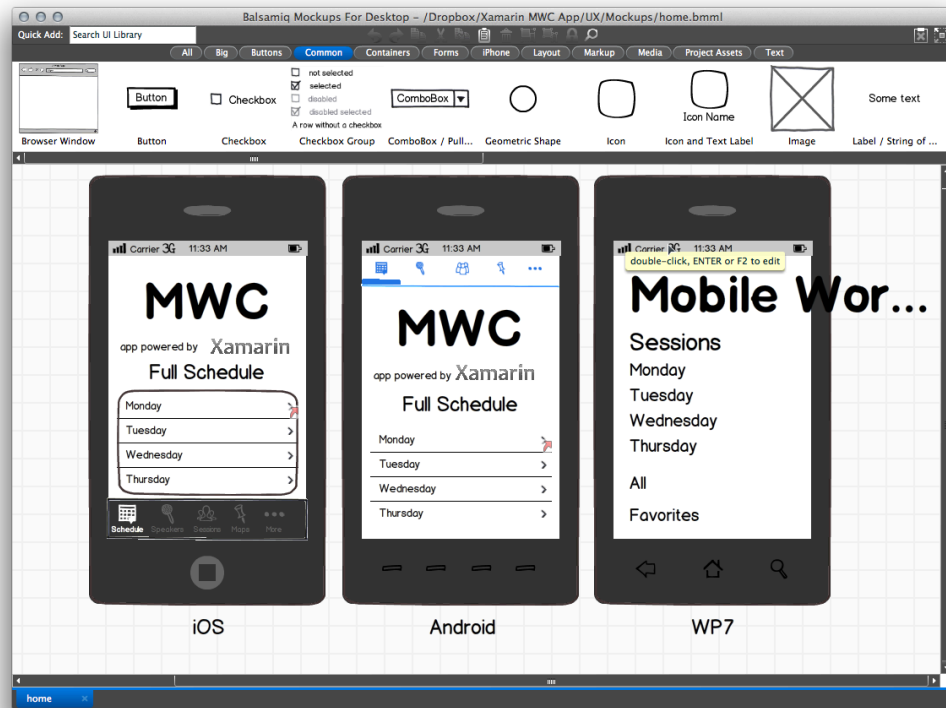 Balsamiq Mockups For Desktop - /Dropbox/Xamarin MWC App/UX/Mockups/home.bmml
Quick Add: Search UI Library
All Big Buttons Common Containers Forms iPhone Layout Markup Media Project Assets Text
not selected
selected
disabled
disabled selected
A row without a checkbox
Button
Checkbox
ComboBox
Icon Name
Some text
Browser Window Button Checkbox Checkbox Group ComboBox / Pull... Geometric Shape Icon Icon and Text Label Image Label / String of ...
Carrier 3G 11:33 AM
MWC
app powered by Xamarin
Full Schedule
Monday
Tuesday
Wednesday
Thursday
Schedule Speakers Sessions Maps More
iOS
Carrier 3G 11:33 AM
MWC
app powered by Xamarin
Full Schedule
Monday
Tuesday
Wednesday
Thursday
Android
Carrier 3G 11:33 AM
double-click, ENTER or F2 to edit
Mobile Wor...
Sessions
Monday
Tuesday
Wednesday
Thursday
All
Favorites
WP7
home